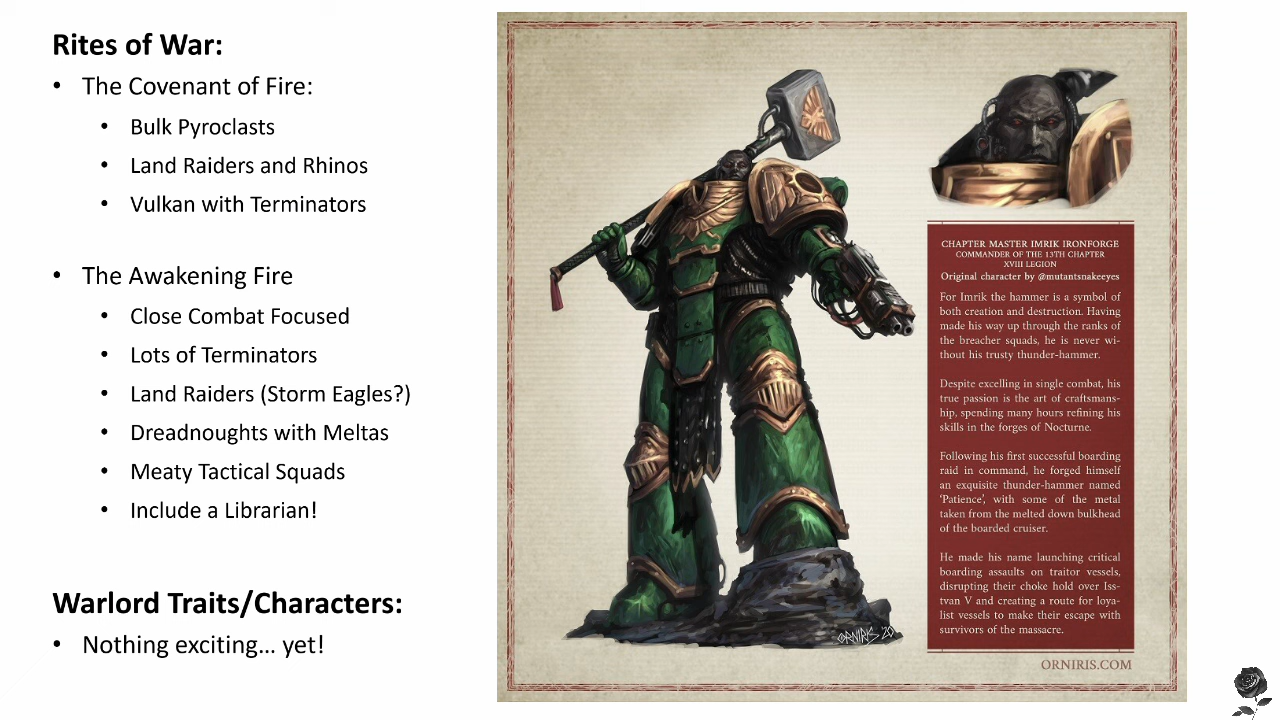 Rites of War:
• The Covenant of Fire:
• Bulk Pyroclasts
• Land Raiders and Rhinos
• Vulkan with Terminators
• The Awakening Fire
• Close Combat Focused
• Lots of Terminators
• Land Raiders (Storm Eagles?)
• Dreadnoughts with Meltas
• Meaty Tactical Squads
• Include a Librarian!
Warlord Traits/Characters:
• Nothing exciting... yet!
CHAPTER MASTER IMRIK IRONFORGE
COMMANDER OF THE 13TH CHAPTER
XVIII LEGION
Original character by @mutantsnakeeyes
For Imrik the hammer is a symbol of
both creation and destruction. Having
made his way up through the ranks of
the breacher squads, he is never wi-
thout his trusty thunder-hammer.
Despite excelling in single combat, his
true passion is the art of craftsmans-
hip, spending many hours refining his
skills in the forges of Nocturne.
Following his first successful boarding
raid in command, he forged himself
an exquisite thunder-hammer named
'Patience', with some of the metal
taken from the melted down bulkhead
of the boarded cruiser.
He made his name launching critical
boarding assaults on traitor vessels,
disrupting their choke hold over Iss-
tvan V and creating a route for loya-
list vessels to make their escape with
survivors of the massacre.
ORNIRIS '20
ORNIRIS.COM